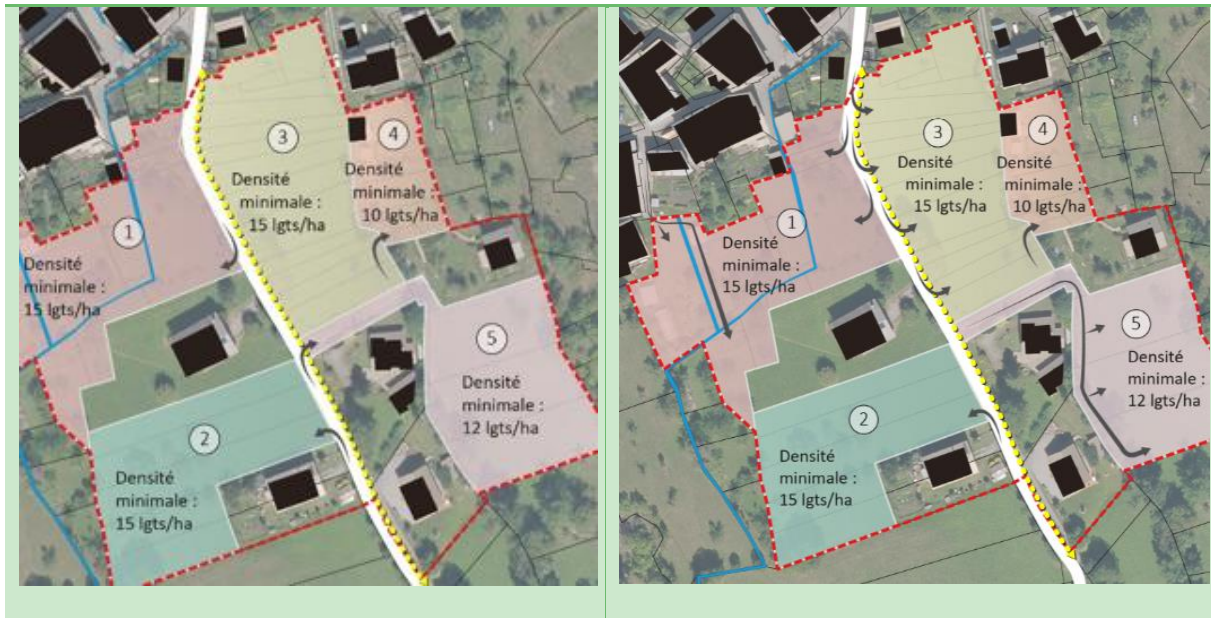 3
Densité
minimale :
15 lgts/ha
4
Densité
minimale :
10 lgts/ha
1
Densité
minimale :
15 lgts/ha
5
Densité
minimale :
12 lgts/ha
2
Densité
minimale :
15 lgts/ha
3
Densité
minimale :
15 lgts/ha
4
Densité
minimale :
10 lgts/ha
1
Densité
minimale :
15 lgts/ha
5
Densité
minimale :
12 lgts/ha
2
Densité
minimale :
15 lgts/ha